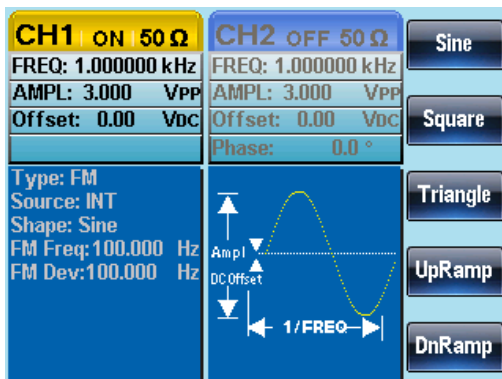 CH1 ON 50 Ω
FREQ: 1.000000 kHz
AMPL: 3.000 VPP
Offset: 0.00 VDC
CH2 OFF 50 Ω
FREQ: 1.000000 kHz
AMPL: 3.000 VPP
Offset: 0.00 VDC
Phase: 0.0 °
Type: FM
Source: INT
Shape: Sine
FM Freq:100.000 Hz
FM Dev:100.000 Hz
Ampl
DC Offset
1/FREQ
Sine
Square
Triangle
UpRamp
DnRamp